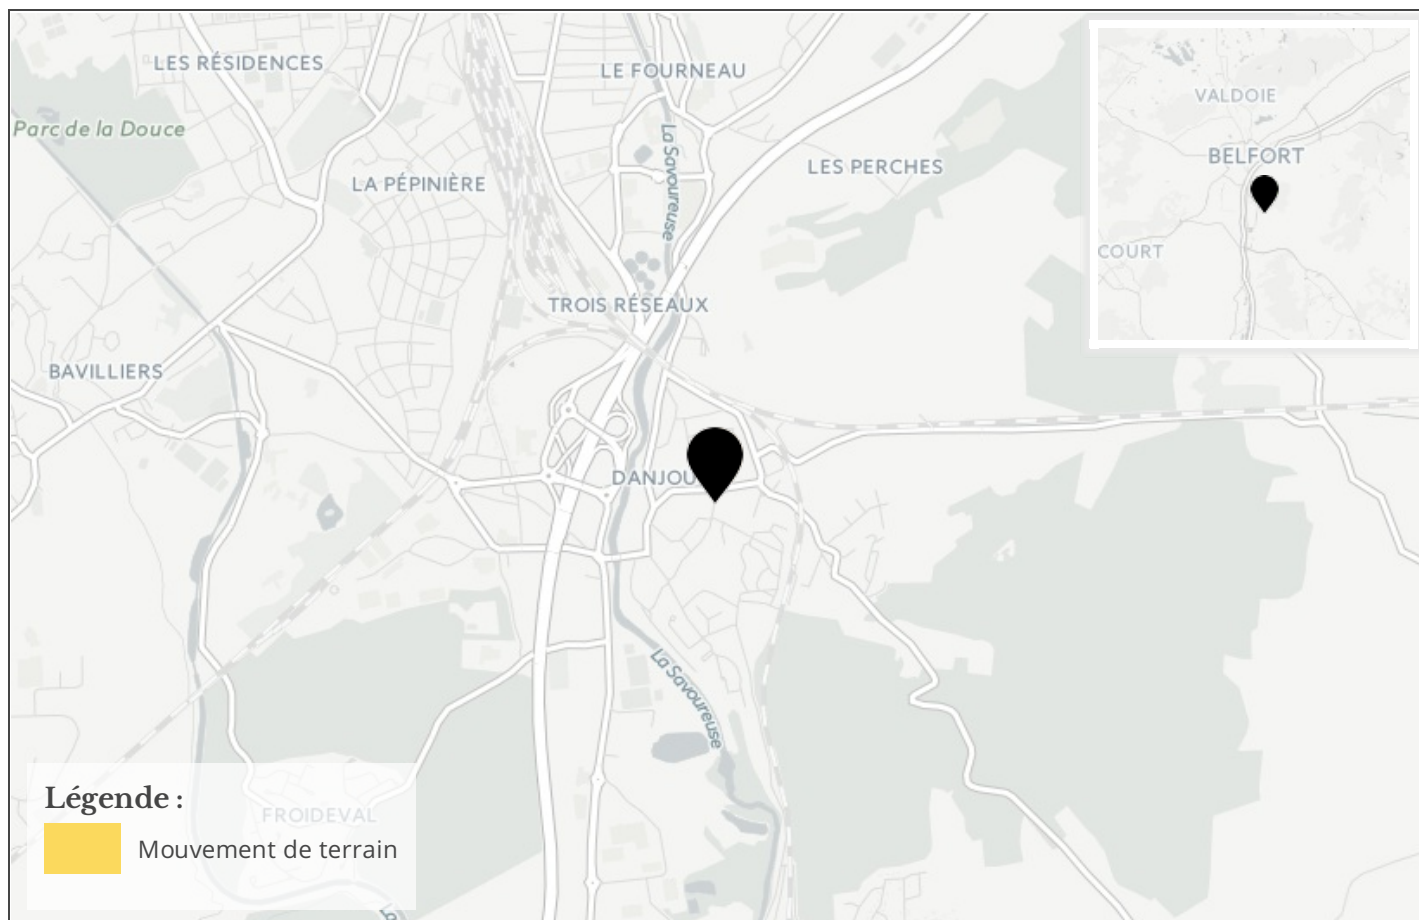 LES RÉSIDENCES
LE FOURNEAU
VALDOIE
Parc de la Douce
La Savoureuse
BELFORT
LES PERCHES
LA PÉPINIÈRE
COURT
TROIS RÉSEAUX
BAVILLIERS
DANJOU
La Savoureuse
Légende :
FROIDEVAL
Mouvement de terrain